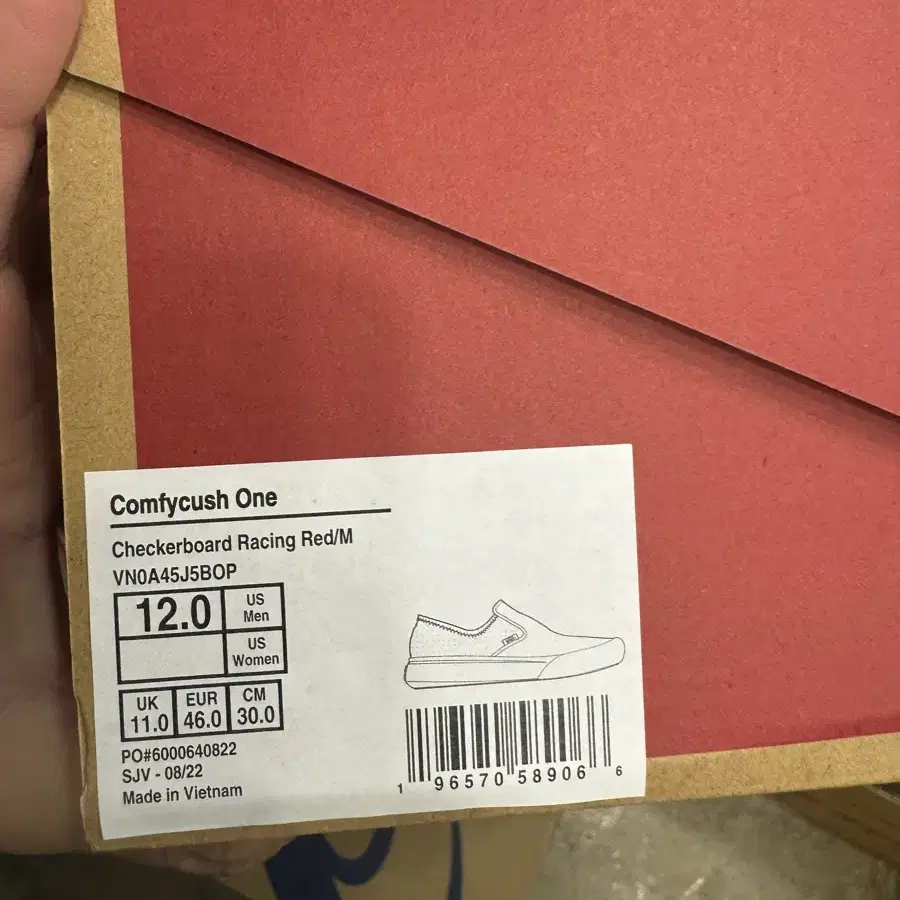 Comfycush One
Checkerboard Racing Red/M
VN0A45J5BOP
12.0 US Men
US Women
UK 11.0 EUR 46.0 CM 30.0
PO#6000640822
SJV - 08/22
Made in Vietnam
1 96570 58906 6